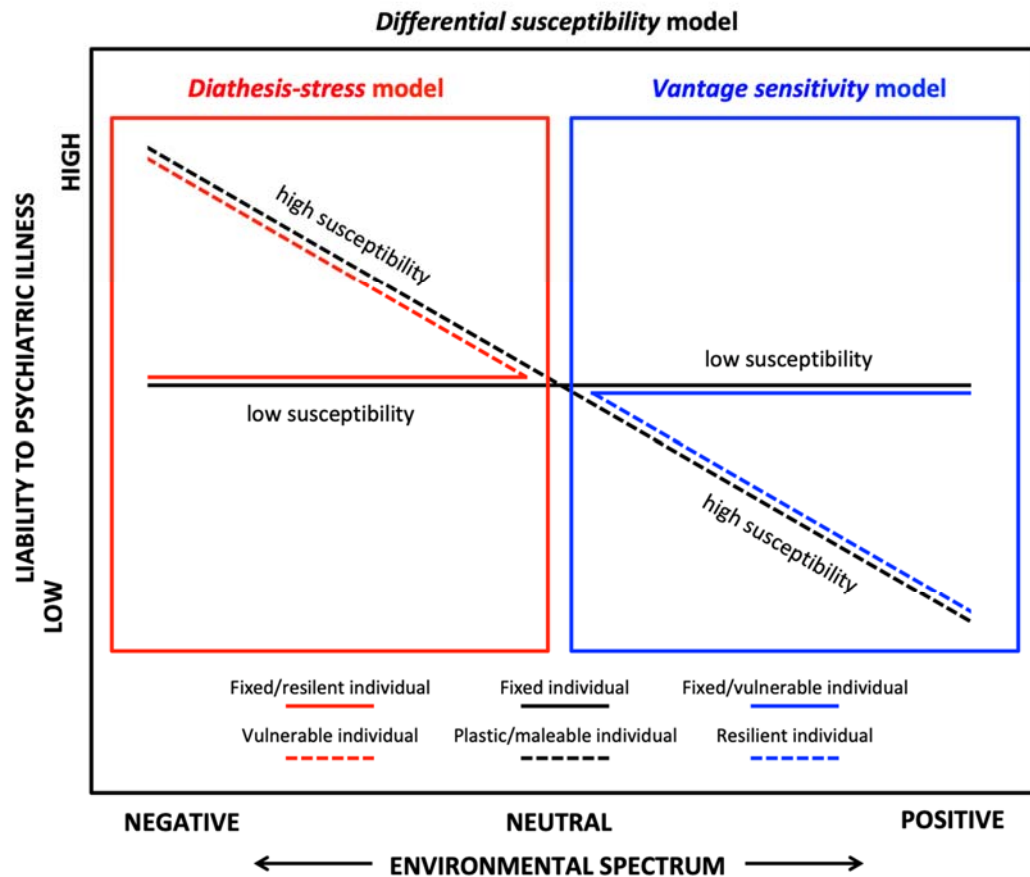 Differential susceptibility model
Diathesis-stress model
Vantage sensitivity model
HIGH
LIABILITY TO PSYCHIATRIC ILLNESS
LOW
high susceptibility
low susceptibility
low susceptibility
high susceptibility
Fixed/resilent individual
Fixed individual
Fixed/vulnerable individual
Vulnerable individual
Plastic/maleable individual
Resilient individual
NEGATIVE
NEUTRAL
POSITIVE
ENVIRONMENTAL SPECTRUM